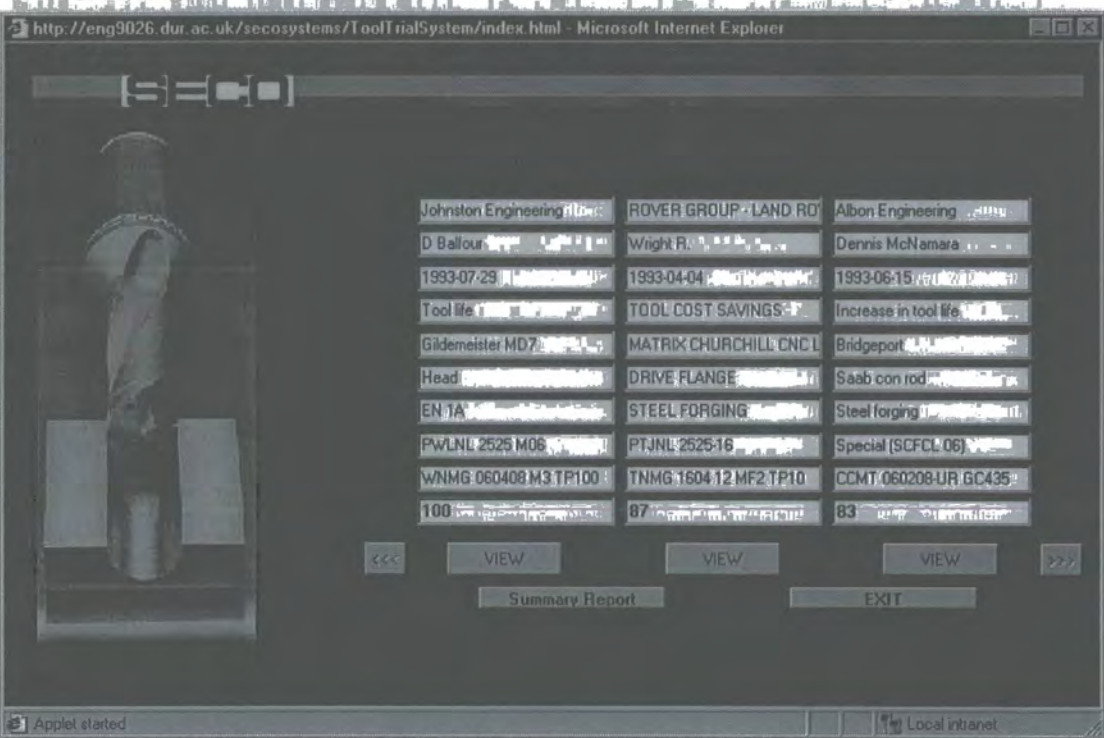 http://eng9026.dur.ac.uk/secosystems/ToolTrialSystem/index.html - Microsoft Internet Explorer
SECO
Johnston Engineering ROVER GROUP - LAND RO Albon Engineering
D Balfour Wright R. Dennis McNamara
1993-07-29 1993-04-04 1993-06-15
Tool life TOOL COST SAVINGS Increase in tool life
Gildemeister MD7 MATRIX CHURCHILL CNC L Bridgeport
Head DRIVE FLANGE Saab con rod
EN 1A STEEL FORGING Steel forging
PWLNL 2525 M06 PTJNL 2525-16 Special (SCFCL 06)
WNMG 060408 M3 TP100 TNMG 1604 12 MF2 TP10 CCMT 060208-UR GC435
100 87 83
<<< VIEW VIEW VIEW >>>
Summary Report EXIT
Applet started Local intranet